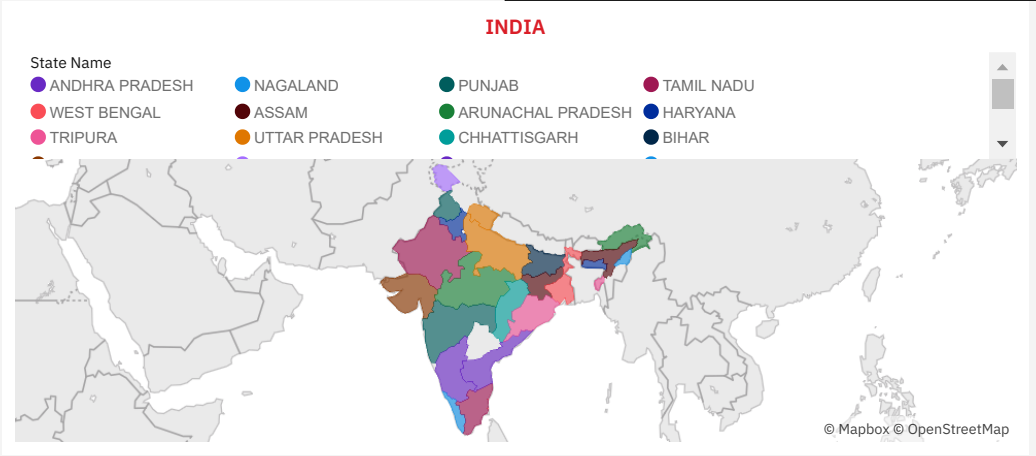 INDIA
State Name
ANDHRA PRADESH NAGALAND PUNJAB TAMIL NADU
WEST BENGAL ASSAM ARUNACHAL PRADESH HARYANA
TRIPURA UTTAR PRADESH CHHATTISGARH BIHAR
© Mapbox © OpenStreetMap